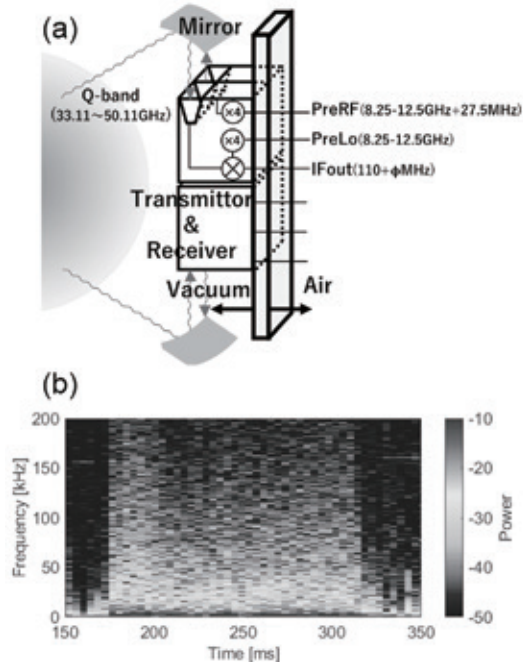 (a)
Mirror
Q-band
(33.11~50.11GHz)
×4
PreRF(8.25-12.5GHz+27.5MHz)
×4
PreLo(8.25-12.5GHz)
IFout(110+ϕMHz)
Transmittor
&
Receiver
Vacuum
Air
(b)
200
150
100
50
0
Frequency [kHz]
150
200
250
300
350
Time [ms]
-10
-20
-30
-40
-50
Power